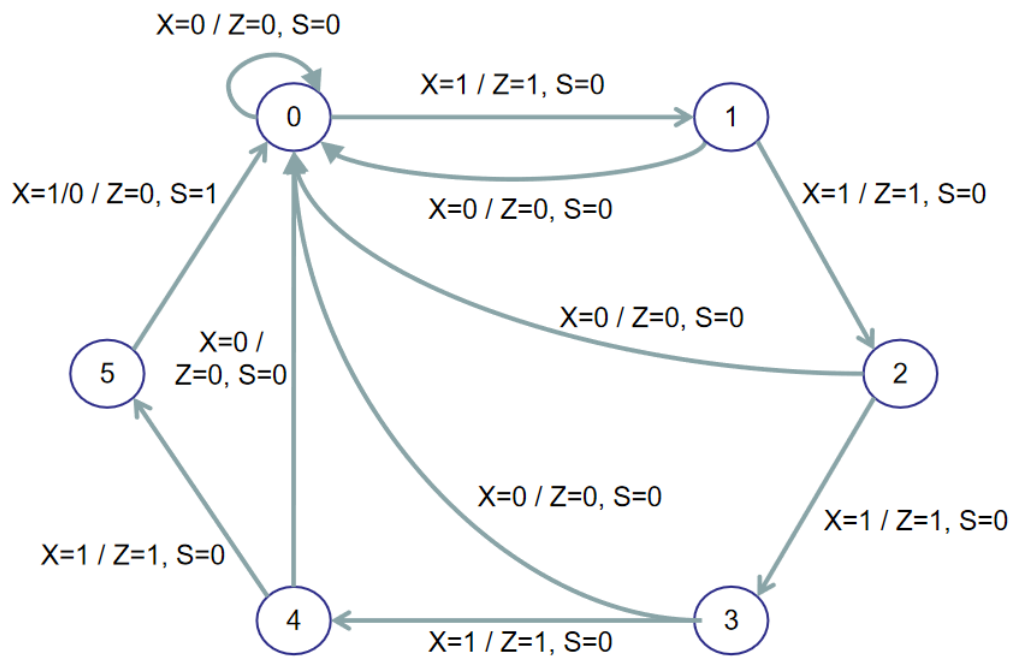 X=0 / Z=0, S=0
X=1 / Z=1, S=0
0
1
X=1/0 / Z=0, S=1
X=0 / Z=0, S=0
X=1 / Z=1, S=0
X=0 / Z=0, S=0
X=0 /
Z=0, S=0
5
2
X=0 / Z=0, S=0
X=1 / Z=1, S=0
X=1 / Z=1, S=0
4
3
X=1 / Z=1, S=0